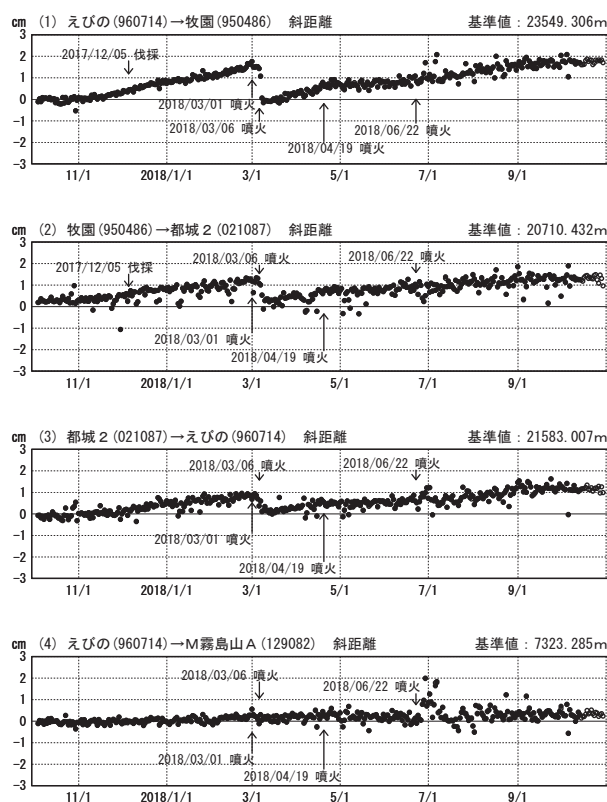 cm (1) えびの(960714)→牧園(950486) 斜距離 基準値：23549.306m
3
2017/12/05 伐採
2
1
0
2018/03/01 噴火
-1
2018/03/06 噴火
2018/06/22 噴火
-2
2018/04/19 噴火
-3
11/1 2018/1/1 3/1 5/1 7/1 9/1
cm (2) 牧園(950486)→都城２(021087) 斜距離 基準値：20710.432m
3
2018/03/06 噴火 2018/06/22 噴火
2
2017/12/05 伐採
1
0
-1
2018/03/01 噴火
-2
2018/04/19 噴火
-3
11/1 2018/1/1 3/1 5/1 7/1 9/1
cm (3) 都城２(021087)→えびの(960714) 斜距離 基準値：21583.007m
3
2018/03/06 噴火 2018/06/22 噴火
2
1
0
-1
2018/03/01 噴火
-2
2018/04/19 噴火
-3
11/1 2018/1/1 3/1 5/1 7/1 9/1
cm (4) えびの(960714)→Ｍ霧島山Ａ(129082) 斜距離 基準値：7323.285m
3
2018/03/06 噴火
2
2018/06/22 噴火
1
0
-1
2018/03/01 噴火
-2
2018/04/19 噴火
-3
11/1 2018/1/1 3/1 5/1 7/1 9/1